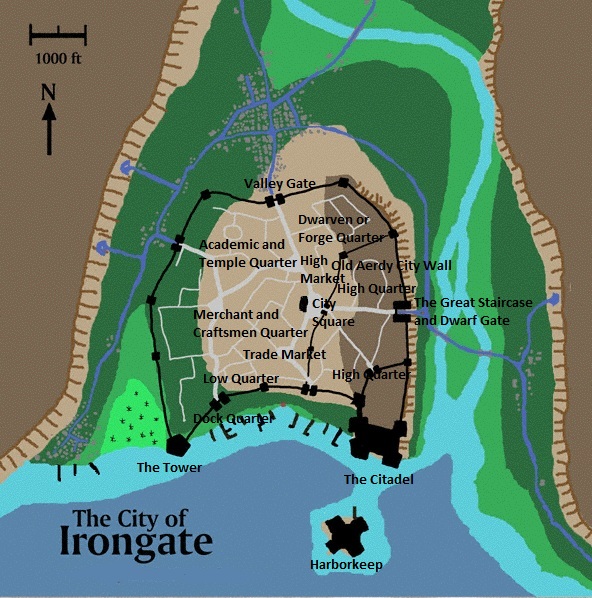 1000 ft
N
Valley Gate
Dwarven or
Forge Quarter
Academic and
Temple Quarter
High
Market
Old Aerdy City Wall
High Quarter
City
Square
The Great Staircase
and Dwarf Gate
Merchant and
Craftsmen Quarter
Trade Market
Low Quarter
High Quarter
Dock Quarter
The Tower
The Citadel
The City of
Irongate
Harborkeep